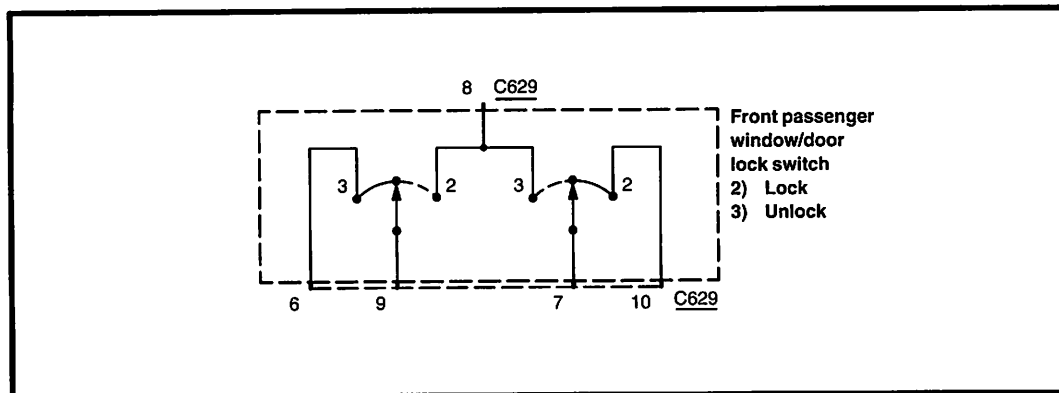 8 C629
Front passenger
window/door
lock switch
2) Lock
3) Unlock
3 2 3 2
6 9 7 10 C629